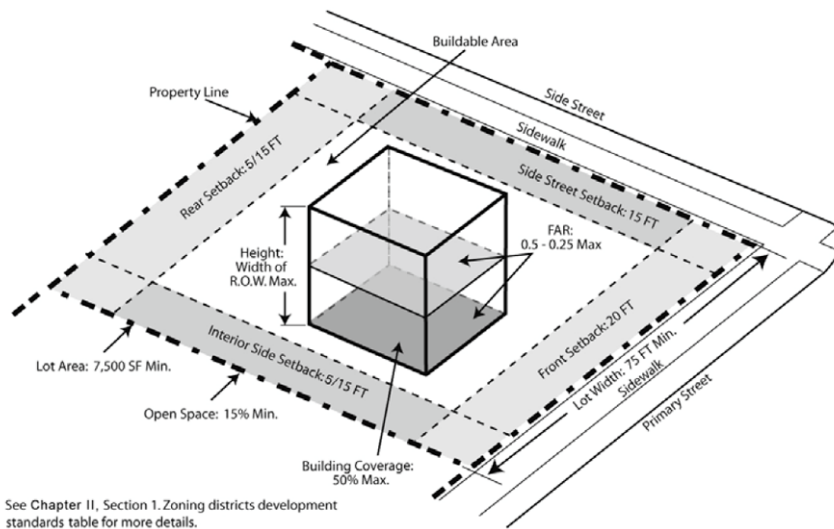 Buildable Area
Side Street
Property Line
Sidewalk
Rear Setback: 5/15 FT
Side Street Setback: 15 FT
FAR:
0.5 - 0.25 Max
Height:
Width of
R.O.W. Max.
Interior Side Setback: 5/15 FT
Front Setback: 20 FT
Lot Width: 75 FT Min.
Sidewalk
Primary Street
Lot Area: 7,500 SF Min.
Open Space: 15% Min.
Building Coverage:
50% Max.
See Chapter II, Section 1. Zoning districts development
standards table for more details.